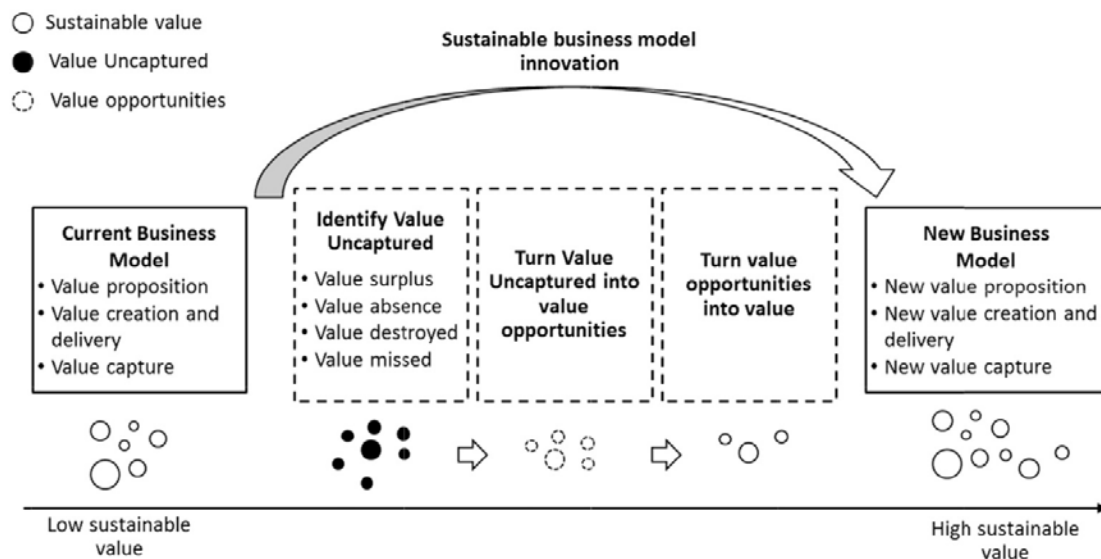 Sustainable value
Value Uncaptured
Value opportunities
Sustainable business model
innovation
Current Business
Model
• Value proposition
• Value creation and
delivery
• Value capture
Identify Value
Uncaptured
• Value surplus
• Value absence
• Value destroyed
• Value missed
Turn Value
Uncaptured into
value
opportunities
Turn value
opportunities
into value
New Business
Model
• New value proposition
• New value creation and
delivery
• New value capture
Low sustainable
value
High sustainable
value